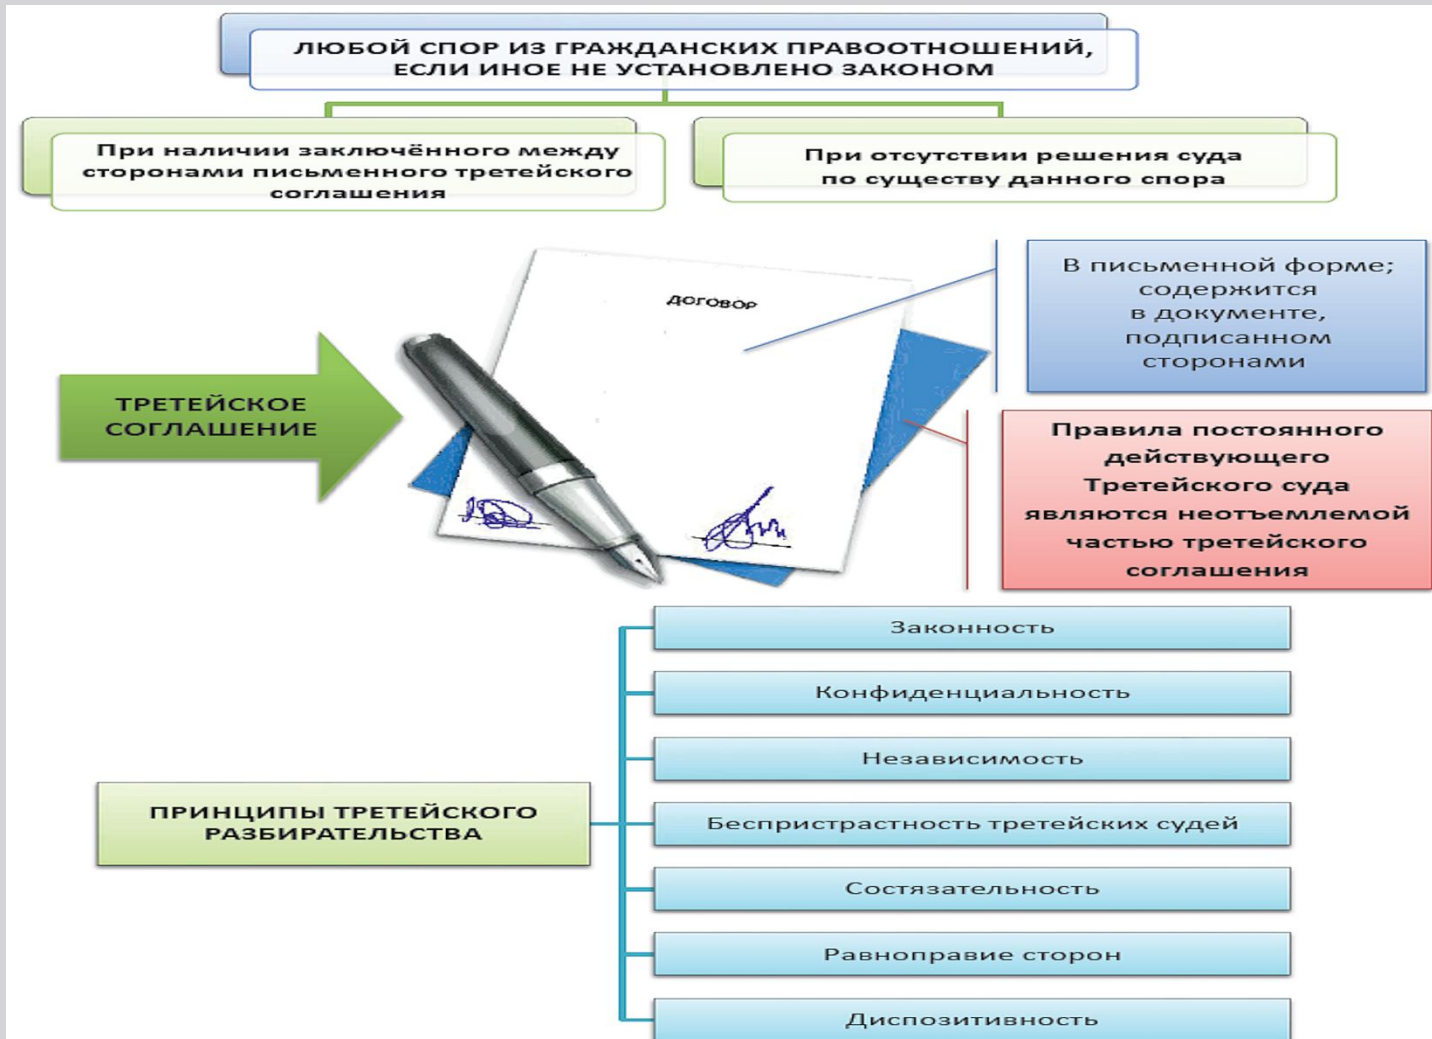 ЛЮБОЙ СПОР ИЗ ГРАЖДАНСКИХ ПРАВООТНОШЕНИЙ,
ЕСЛИ ИНОЕ НЕ УСТАНОВЛЕНО ЗАКОНОМ
При наличии заключённого между
сторонами письменного третейского
соглашения
При отсутствии решения суда
по существу данного спора
ДОГОВОР
В письменной форме;
содержится
в документе,
подписанном
сторонами
ТРЕТЕЙСКОЕ
СОГЛАШЕНИЕ
Правила постоянного
действующего
Третейского суда
являются неотъемлемой
частью третейского
соглашения
ПРИНЦИПЫ ТРЕТЕЙСКОГО
РАЗБИРАТЕЛЬСТВА
Законность
Конфиденциальность
Независимость
Беспристрастность третейских судей
Состязательность
Равноправие сторон
Диспозитивность